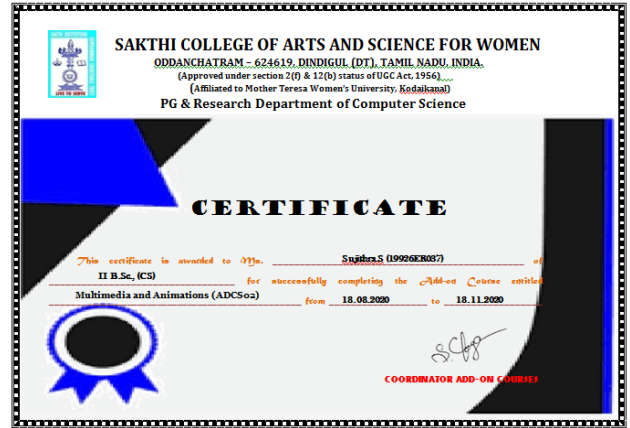 SAKTHI COLLEGE OF ARTS AND SCIENCE FOR WOMEN
ODDANCHATRAM – 624619, DINDIGUL (DT), TAMIL NADU, INDIA.
(Approved under section 2(f) & 12(b) status of UGC Act, 1956)
(Affiliated to Mother Teresa Women's University, Kodaikanal)
PG & Research Department of Computer Science
CERTIFICATE
This certificate is awarded to Ms. Sujithra.S (19926ER037) of
II B.Sc., (CS) for successfully completing the Add-on Course entitled
Multimedia and Animations (ADCS02) from 18.08.2020 to 18.11.2020
COORDINATOR ADD-ON COURSES